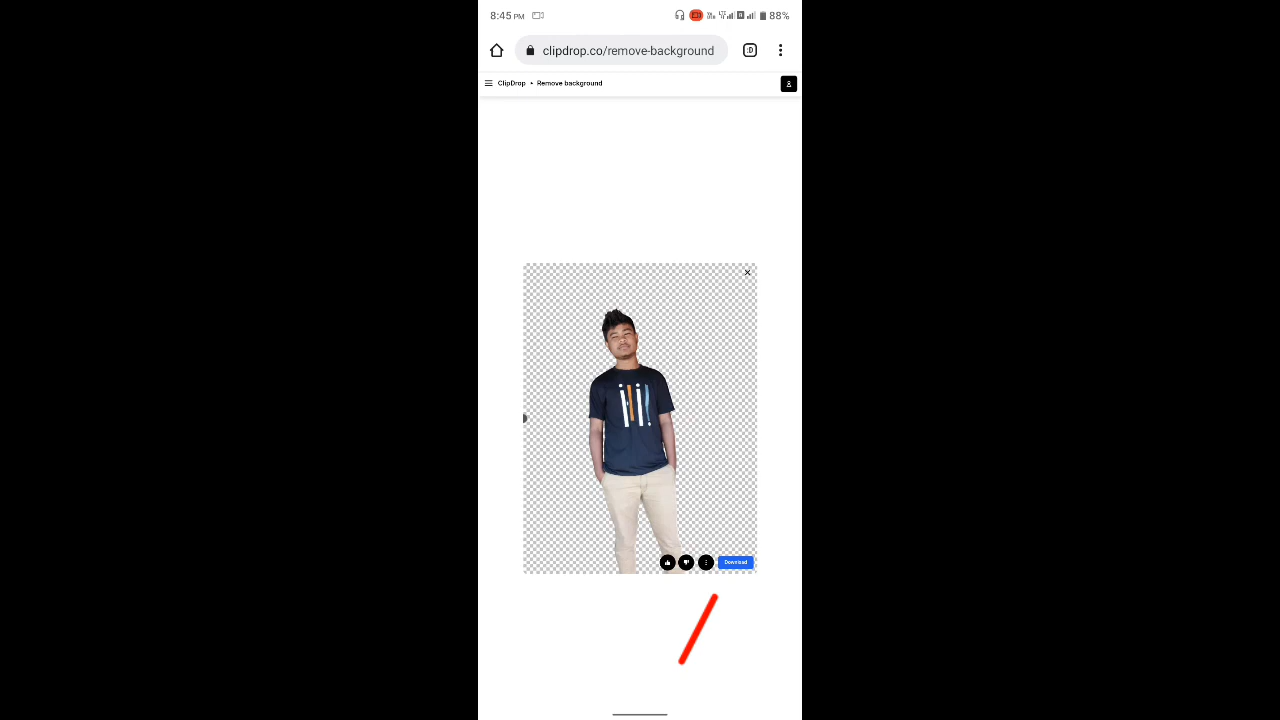 8:45 PM 88%
clipdrop.co/remove-background :D
ClipDrop • Remove background
Download